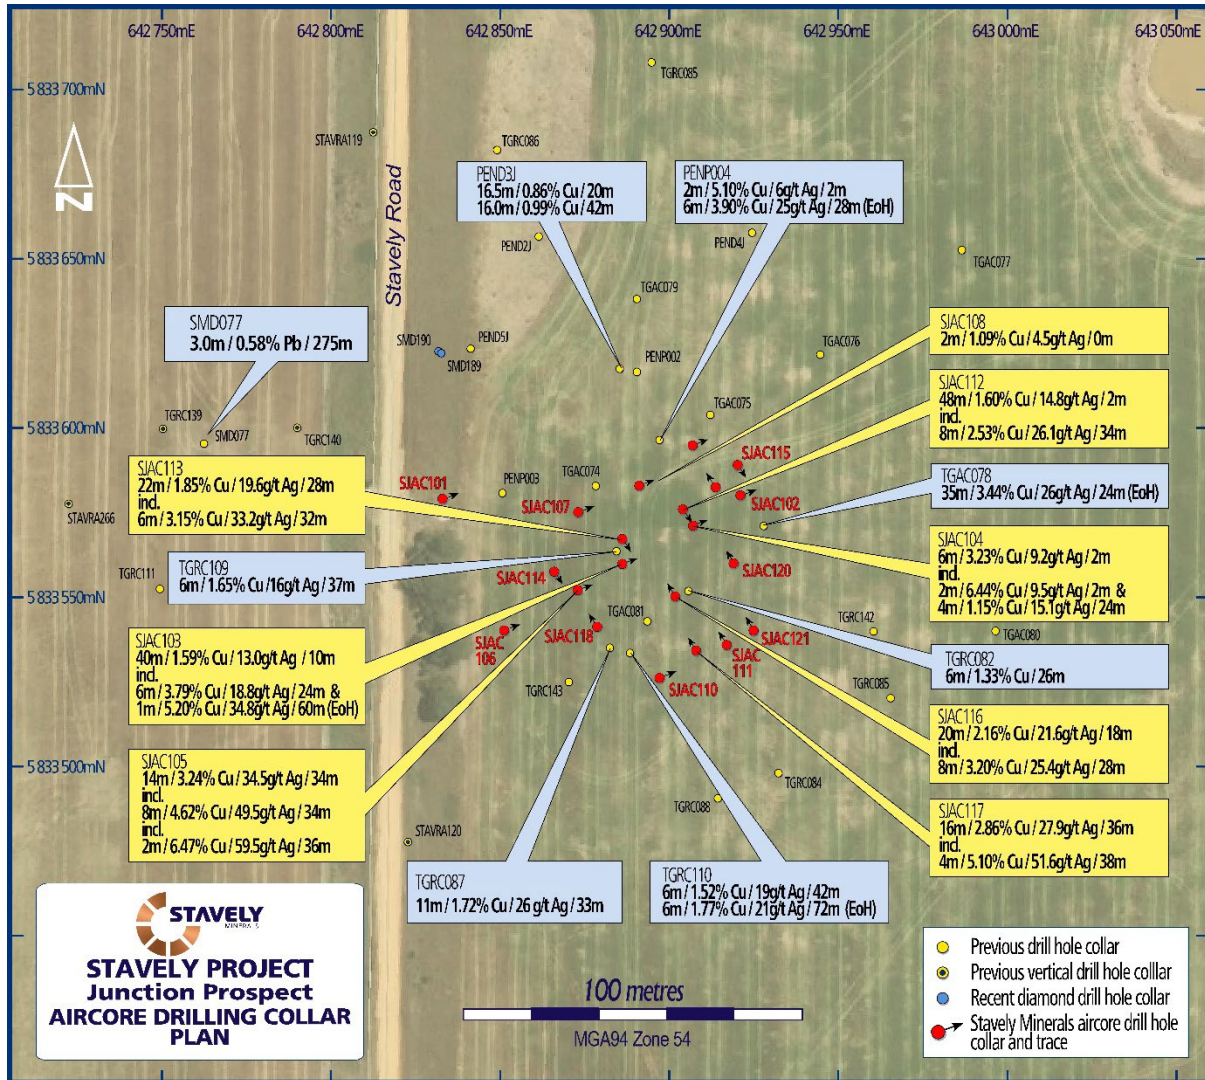 642 750mE
642 800mE
642 850mE
642 900mE
642 950mE
643 000mE
643 050mE
5 833 700mN
5 833 650mN
5 833 600mN
5 833 550mN
5 833 500mN
N
Stavely Road
TGRC085
STAVRA119
TGRC086
PEND3J
16.5m / 0.86% Cu / 20m
16.0m / 0.99% Cu / 42m
PENP004
2m / 5.10% Cu / 6g/t Ag / 2m
6m / 3.90% Cu / 25g/t Ag / 28m (EoH)
PEND2J
PEND4J
TGAC077
TGAC079
SMD077
3.0m / 0.58% Pb / 275m
SMD190
SMD189
PEND5J
PENP002
TGAC076
SJAC108
2m / 1.09% Cu / 4.5g/t Ag / 0m
SJAC112
48m / 1.60% Cu / 14.8g/t Ag / 2m
incl.
8m / 2.53% Cu / 26.1g/t Ag / 34m
TGRC139
SMD077
TGRC140
TGAC075
SJAC113
22m / 1.85% Cu / 19.6g/t Ag / 28m
incl.
6m / 3.15% Cu / 33.2g/t Ag / 32m
SJAC101
PENP003
TGAC074
SJAC107
SJAC115
SJAC102
TGAC078
35m / 3.44% Cu / 26g/t Ag / 24m (EoH)
STAVRA266
SJAC104
6m / 3.23% Cu / 9.2g/t Ag / 2m
incl.
2m / 6.44% Cu / 9.5g/t Ag / 2m &
4m / 1.15% Cu / 15.1g/t Ag / 24m
TGRC111
TGRC109
6m / 1.65% Cu /16g/t Ag / 37m
SJAC114
SJAC120
SJAC103
40m / 1.59% Cu / 13.0g/t Ag / 10m
incl.
6m / 3.79% Cu / 18.8g/t Ag / 24m &
1m / 5.20% Cu / 34.8g/t Ag / 60m (EoH)
SJAC
106
SJAC118
TGAC081
SJAC121
SJAC
111
TGRC142
TGAC080
TGRC082
6m / 1.33% Cu / 26m
TGRC143
SJAC110
TGRC085
SJAC116
20m / 2.16% Cu / 21.6g/t Ag / 18m
incl.
8m / 3.20% Cu / 25.4g/t Ag / 28m
SJAC105
14m / 3.24% Cu / 34.5g/t Ag / 34m
incl.
8m / 4.62% Cu / 49.5g/t Ag / 34m
incl.
2m / 6.47% Cu / 59.5g/t Ag / 36m
TGRC084
TGRC088
STAVRA120
SJAC117
16m / 2.86% Cu / 27.9g/t Ag / 36m
incl.
4m / 5.10% Cu / 51.6g/t Ag / 38m
TGRC087
11m / 1.72% Cu / 26 g/t Ag / 33m
TGRC110
6m / 1.52% Cu / 19g/t Ag / 42m
6m / 1.77% Cu / 21g/t Ag / 72m (EoH)
STAVELY
MINERALS
STAVELY PROJECT
Junction Prospect
AIRCORE DRILLING COLLAR
PLAN
100 metres
MGA94 Zone 54
Previous drill hole collar
Previous vertical drill hole colllar
Recent diamond drill hole collar
Stavely Minerals aircore drill hole
collar and trace